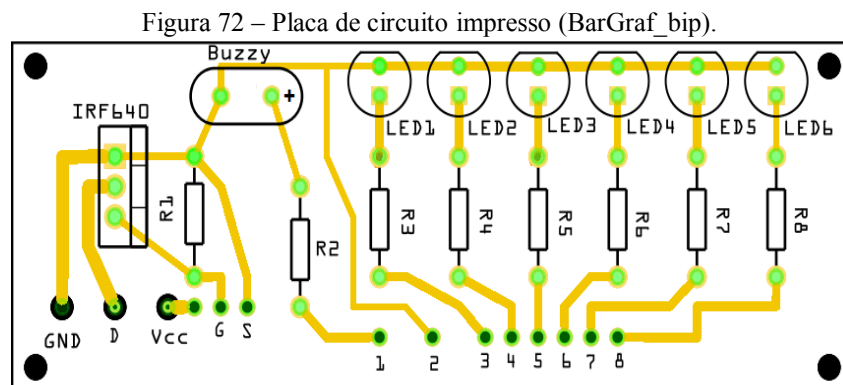 Figura 72 – Placa de circuito impresso (BarGraf_bip).
Buzzy
+
IRF640
LED1
LED2
LED3
LED4
LED5
LED6
R1
R2
R3
R4
R5
R6
R7
R8
GND
D
Vcc
G
S
1
2
3
4
5
6
7
8